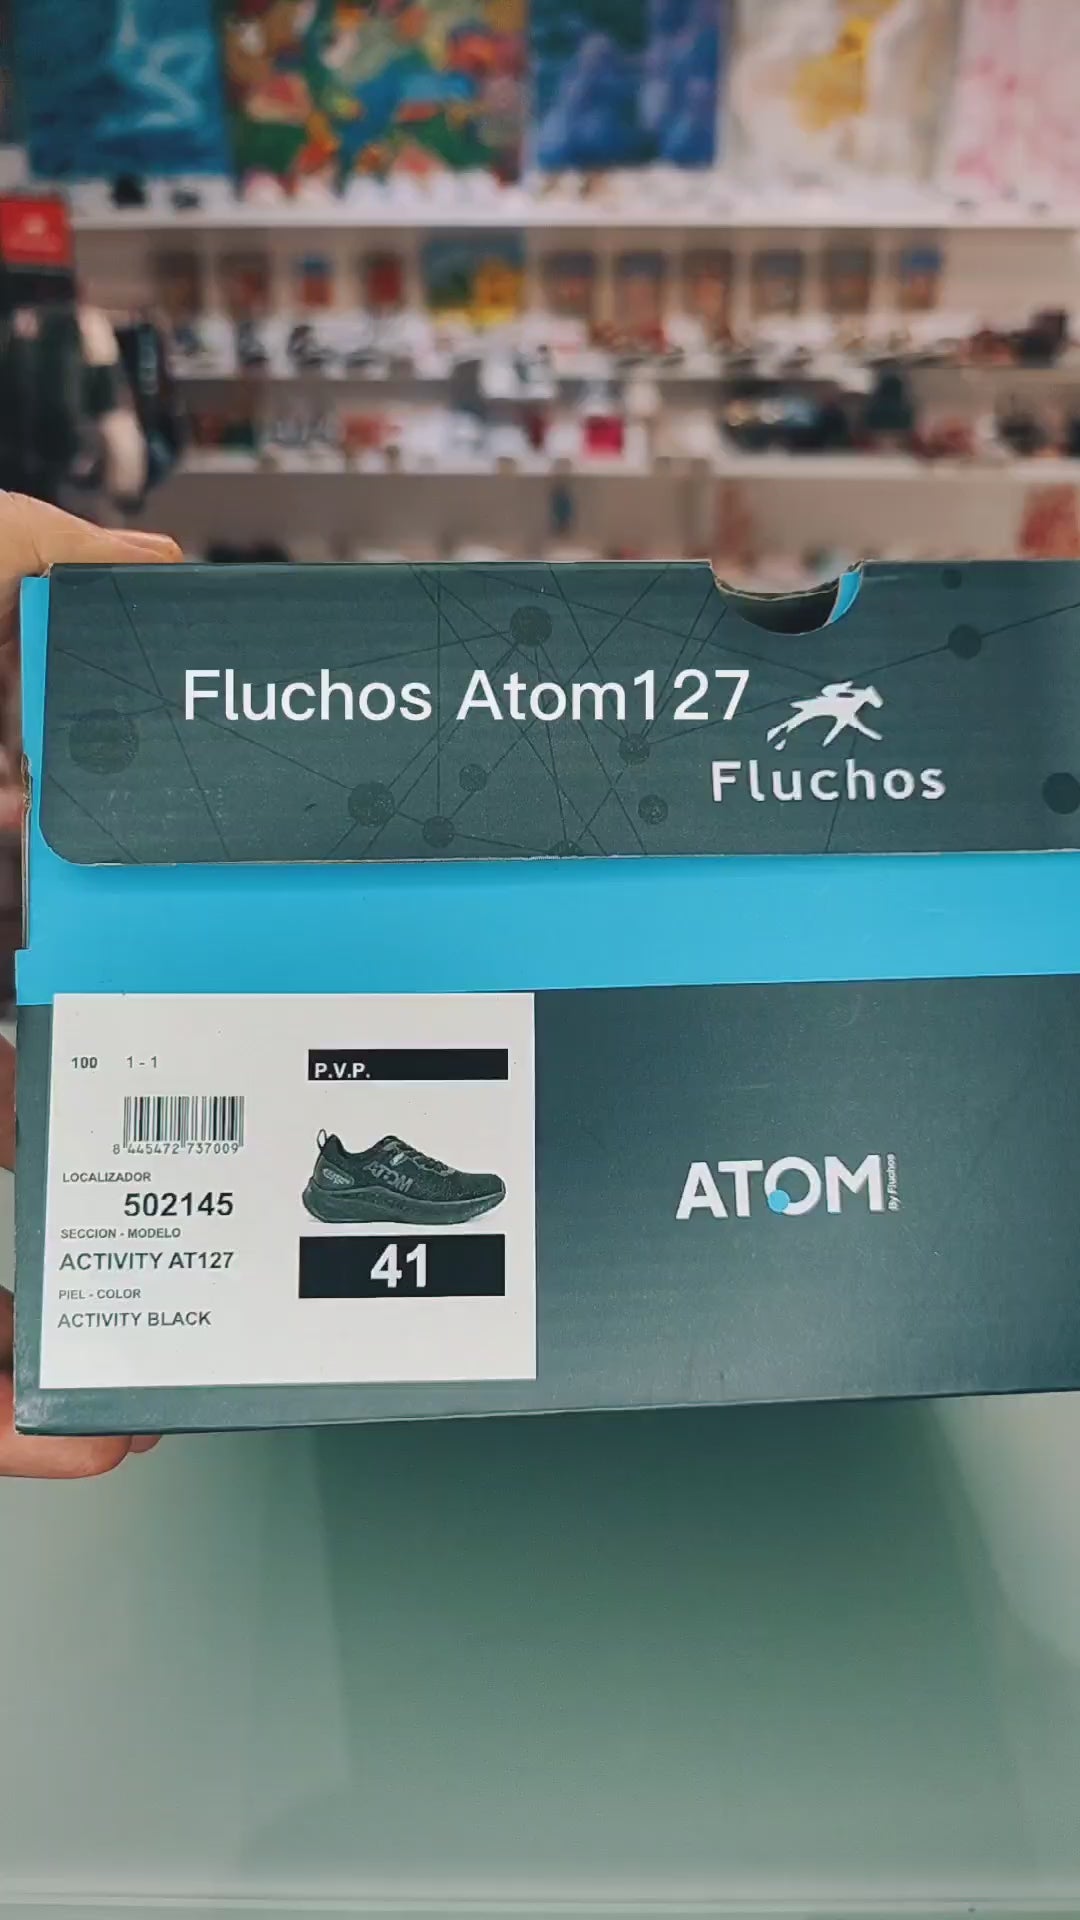 Fluchos Atom127
Fluchos
100 1 - 1
P.V.P.
8 445472 737009
LOCALIZADOR
502145
SECCION - MODELO
ACTIVITY AT127
41
PIEL - COLOR
ACTIVITY BLACK
ATOM
ATOM
By Fluchos